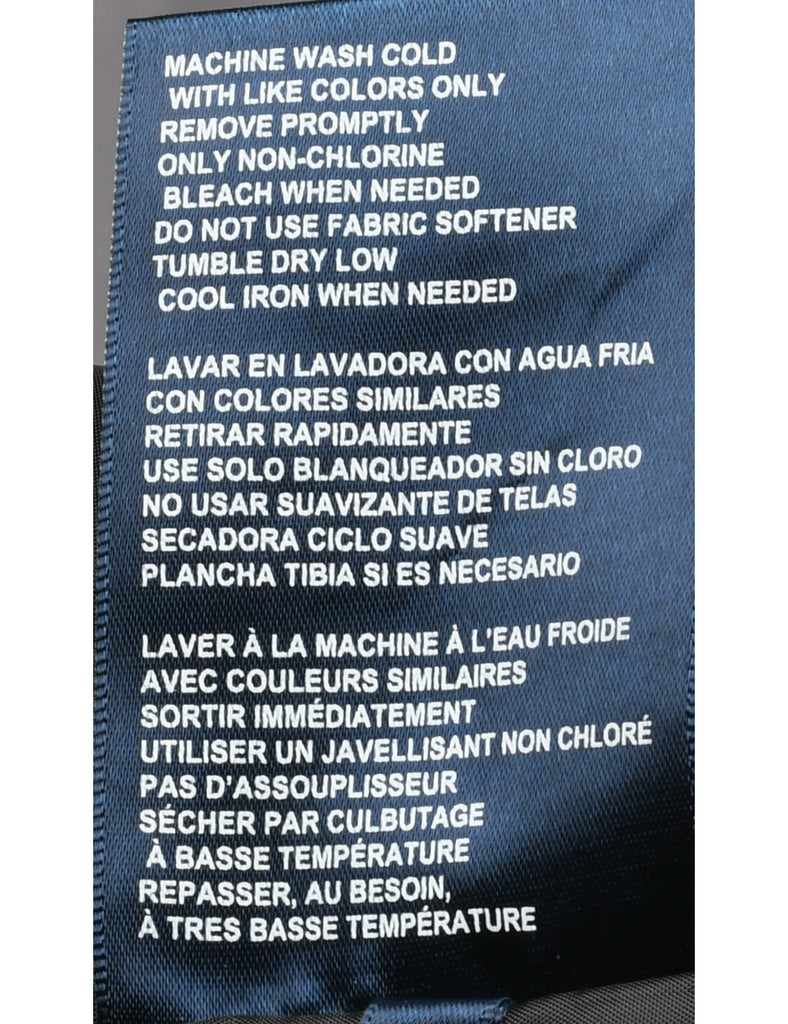 MACHINE WASH COLD
WITH LIKE COLORS ONLY
REMOVE PROMPTLY
ONLY NON-CHLORINE
BLEACH WHEN NEEDED
DO NOT USE FABRIC SOFTENER
TUMBLE DRY LOW
COOL IRON WHEN NEEDED
LAVAR EN LAVADORA CON AGUA FRIA
CON COLORES SIMILARES
RETIRAR RAPIDAMENTE
USE SOLO BLANQUEADOR SIN CLORO
NO USAR SUAVIZANTE DE TELAS
SECADORA CICLO SUAVE
PLANCHA TIBIA SI ES NECESARIO
LAVER À LA MACHINE À L'EAU FROIDE
AVEC COULEURS SIMILAIRES
SORTIR IMMÉDIATEMENT
UTILISER UN JAVELLISANT NON CHLORÉ
PAS D'ASSOUPLISSEUR
SÉCHER PAR CULBUTAGE
À BASSE TEMPÉRATURE
REPASSER, AU BESOIN,
À TRES BASSE TEMPÉRATURE